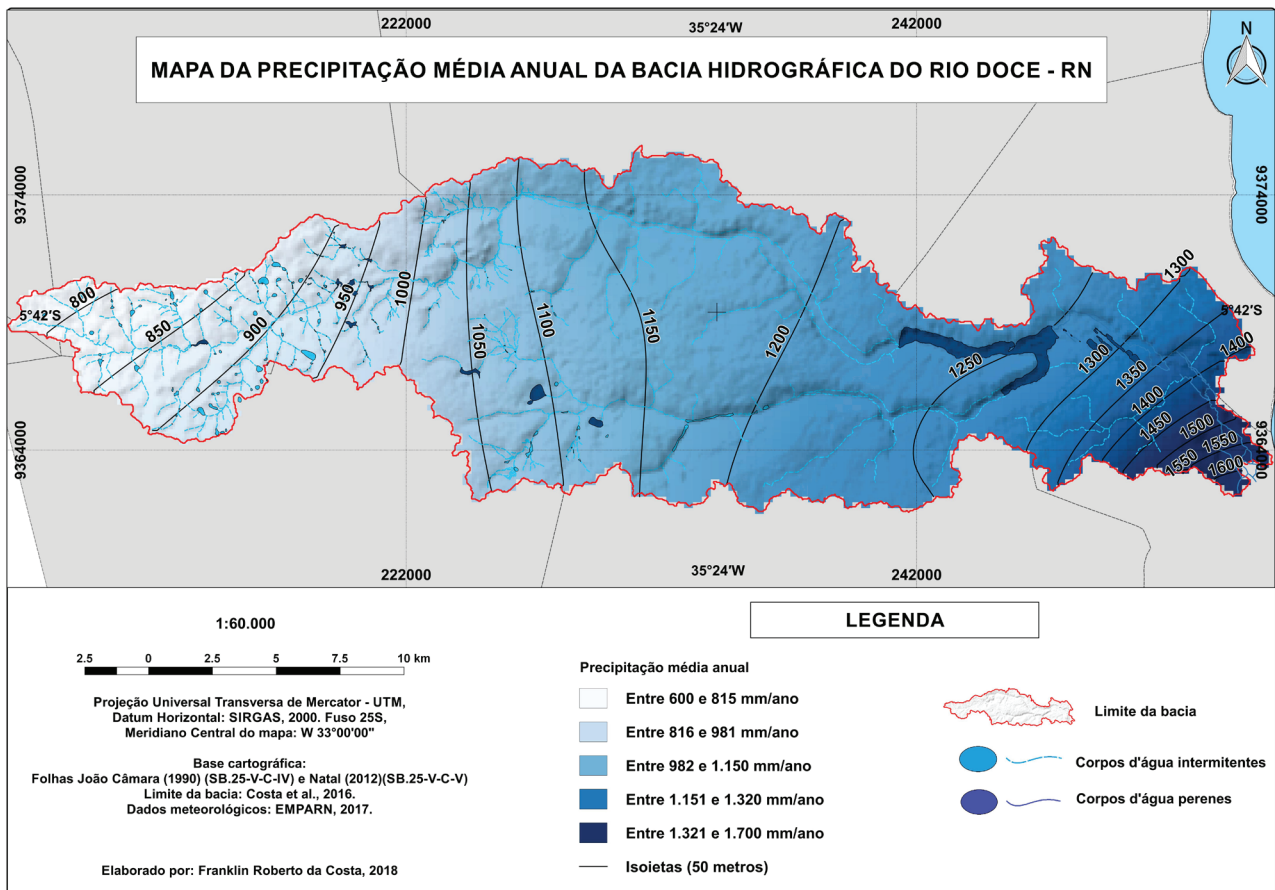 222000
35°24'W
242000
MAPA DA PRECIPITAÇÃO MÉDIA ANUAL DA BACIA HIDROGRÁFICA DO RIO DOCE - RN
N
9374000
9374000
5°42'S
5°42'S
800
850
900
950
1000
1050
1100
1150
1200
1250
1300
1300
1350
1400
1400
1450
1500
1550
1550
1600
9364000
9364000
222000
35°24'W
242000
1:60.000
2.5 0 2.5 5 7.5 10 km
Projeção Universal Transversa de Mercator - UTM,
Datum Horizontal: SIRGAS, 2000. Fuso 25S,
Meridiano Central do mapa: W 33°00'00"
Base cartográfica:
Folhas João Câmara (1990) (SB.25-V-C-IV) e Natal (2012)(SB.25-V-C-V)
Limite da bacia: Costa et al., 2016.
Dados meteorológicos: EMPARN, 2017.
Elaborado por: Franklin Roberto da Costa, 2018
LEGENDA
Precipitação média anual
Entre 600 e 815 mm/ano
Entre 816 e 981 mm/ano
Entre 982 e 1.150 mm/ano
Entre 1.151 e 1.320 mm/ano
Entre 1.321 e 1.700 mm/ano
Isoietas (50 metros)
Limite da bacia
Corpos d'água intermitentes
Corpos d'água perenes